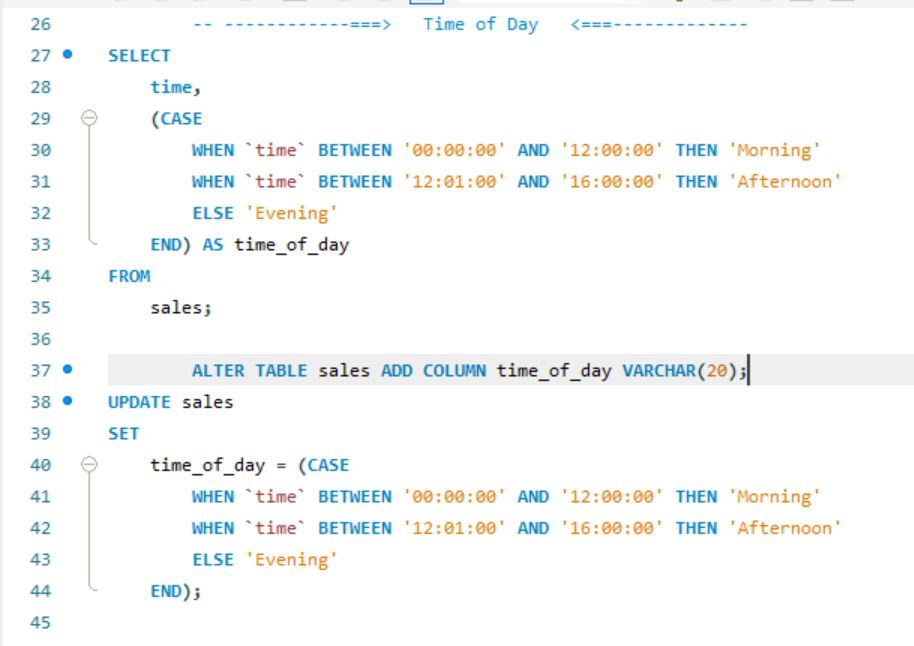 26 -- ------------===> Time of Day <===-------------
27 SELECT
28 time,
29 (CASE
30 WHEN `time` BETWEEN '00:00:00' AND '12:00:00' THEN 'Morning'
31 WHEN `time` BETWEEN '12:01:00' AND '16:00:00' THEN 'Afternoon'
32 ELSE 'Evening'
33 END) AS time_of_day
34 FROM
35 sales;
36
37 ALTER TABLE sales ADD COLUMN time_of_day VARCHAR(20);
38 UPDATE sales
39 SET
40 time_of_day = (CASE
41 WHEN `time` BETWEEN '00:00:00' AND '12:00:00' THEN 'Morning'
42 WHEN `time` BETWEEN '12:01:00' AND '16:00:00' THEN 'Afternoon'
43 ELSE 'Evening'
44 END);
45